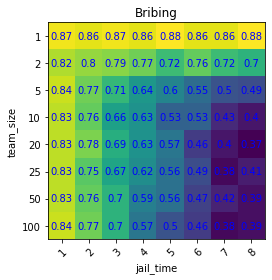 Bribing
1 0.87 0.86 0.87 0.86 0.88 0.86 0.86 0.88
2 0.82 0.8 0.79 0.77 0.72 0.76 0.72 0.7
5 0.84 0.77 0.71 0.64 0.6 0.55 0.5 0.49
10 0.83 0.76 0.66 0.63 0.53 0.53 0.43 0.4
20 0.83 0.78 0.69 0.63 0.57 0.46 0.4
25 0.83 0.75 0.67 0.62 0.56 0.49 0.41
50 0.83 0.76 0.7 0.59 0.56 0.47 0.42
100 0.84 0.77 0.7 0.57 0.5 0.46
team_size
1 2 3 4 5 6 7 8
jail_time